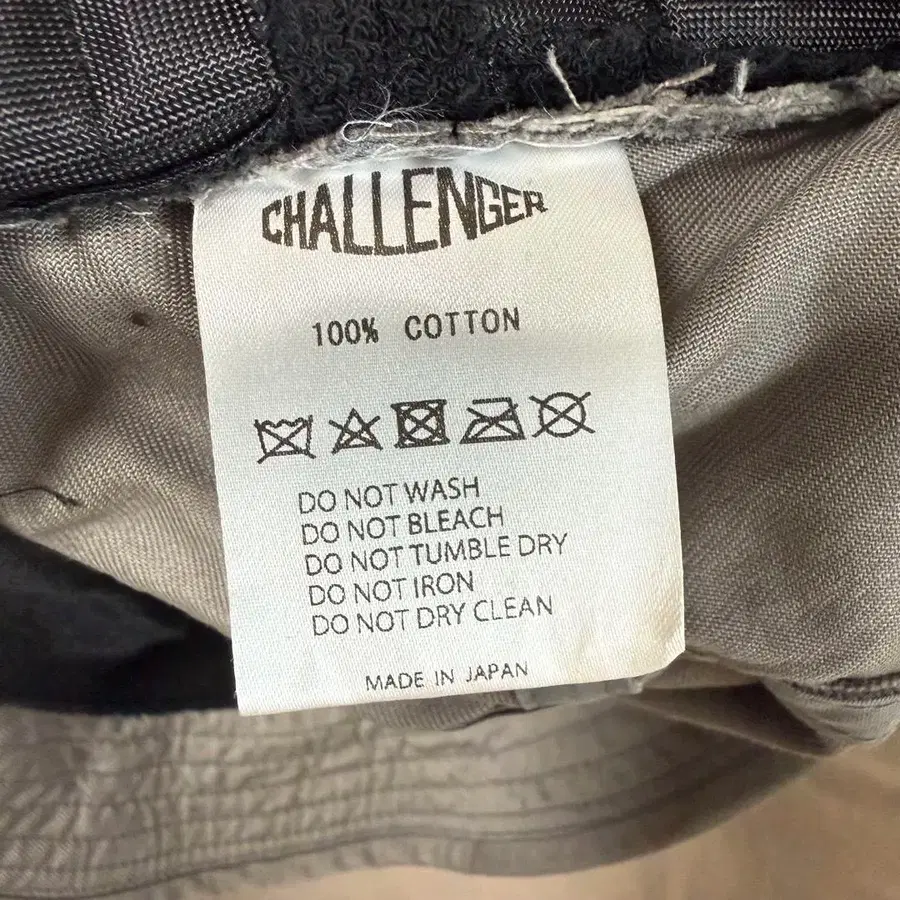 CHALLENGER
100% COTTON
DO NOT WASH
DO NOT BLEACH
DO NOT TUMBLE DRY
DO NOT IRON
DO NOT DRY CLEAN
MADE IN JAPAN